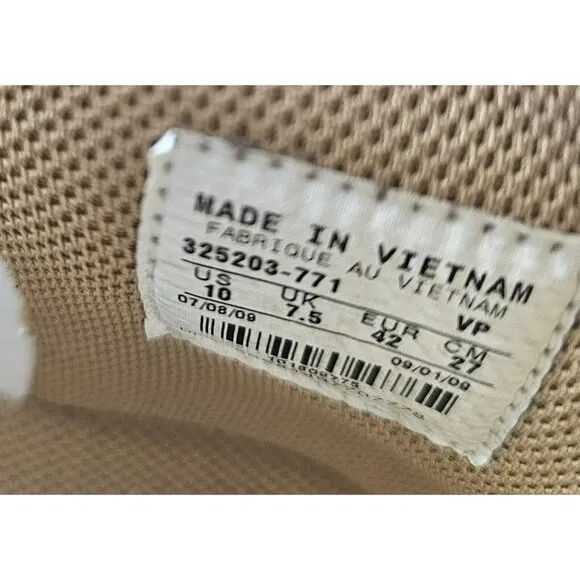 MADE IN VIETNAM
FABRIQUE AU VIETNAM
325203-771 VP
US UK EUR CM
10 7.5 42 27
07/08/09 09/01/09